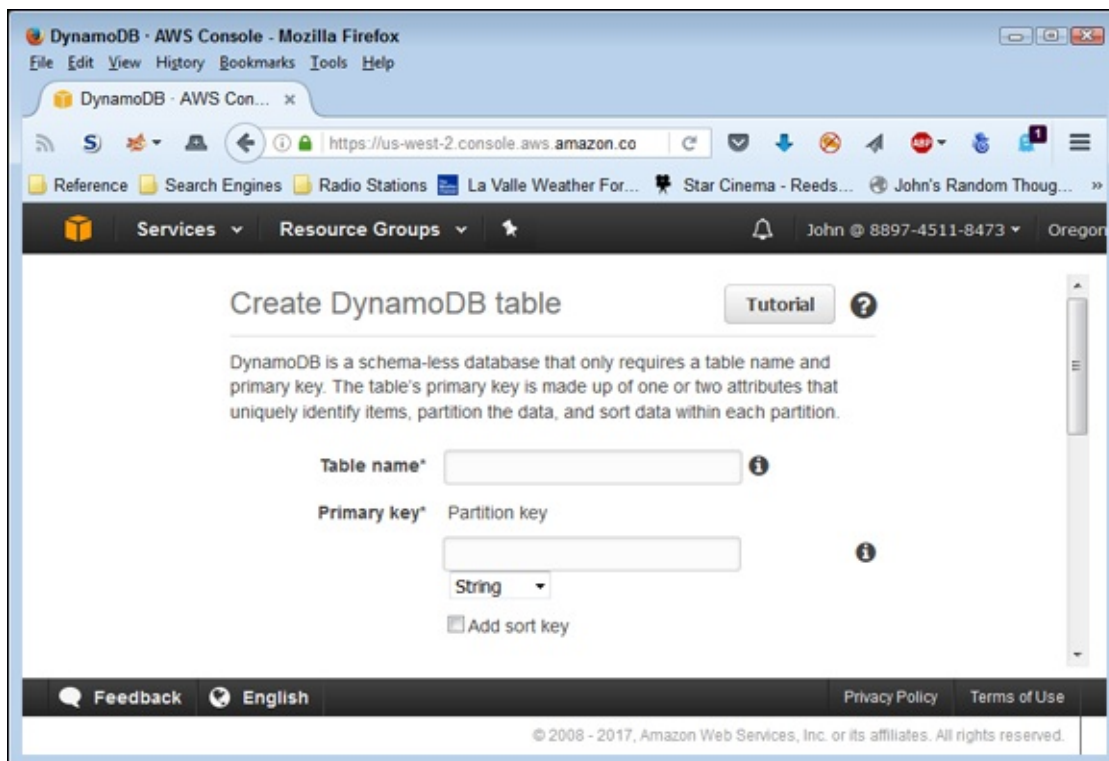 DynamoDB · AWS Console - Mozilla Firefox
File Edit View History Bookmarks Tools Help
DynamoDB · AWS Con... ×
S) https://us-west-2.console.aws.amazon.co ABP 1
Reference Search Engines Radio Stations La Valle Weather For... Star Cinema - Reeds... John's Random Thoug... »
Services Resource Groups John @ 8897-4511-8473 Oregon
Create DynamoDB table Tutorial ?
DynamoDB is a schema-less database that only requires a table name and
primary key. The table's primary key is made up of one or two attributes that
uniquely identify items, partition the data, and sort data within each partition.
Table name* i
Primary key* Partition key
i
String
Add sort key
Feedback English Privacy Policy Terms of Use
© 2008 - 2017, Amazon Web Services, Inc. or its affiliates. All rights reserved.